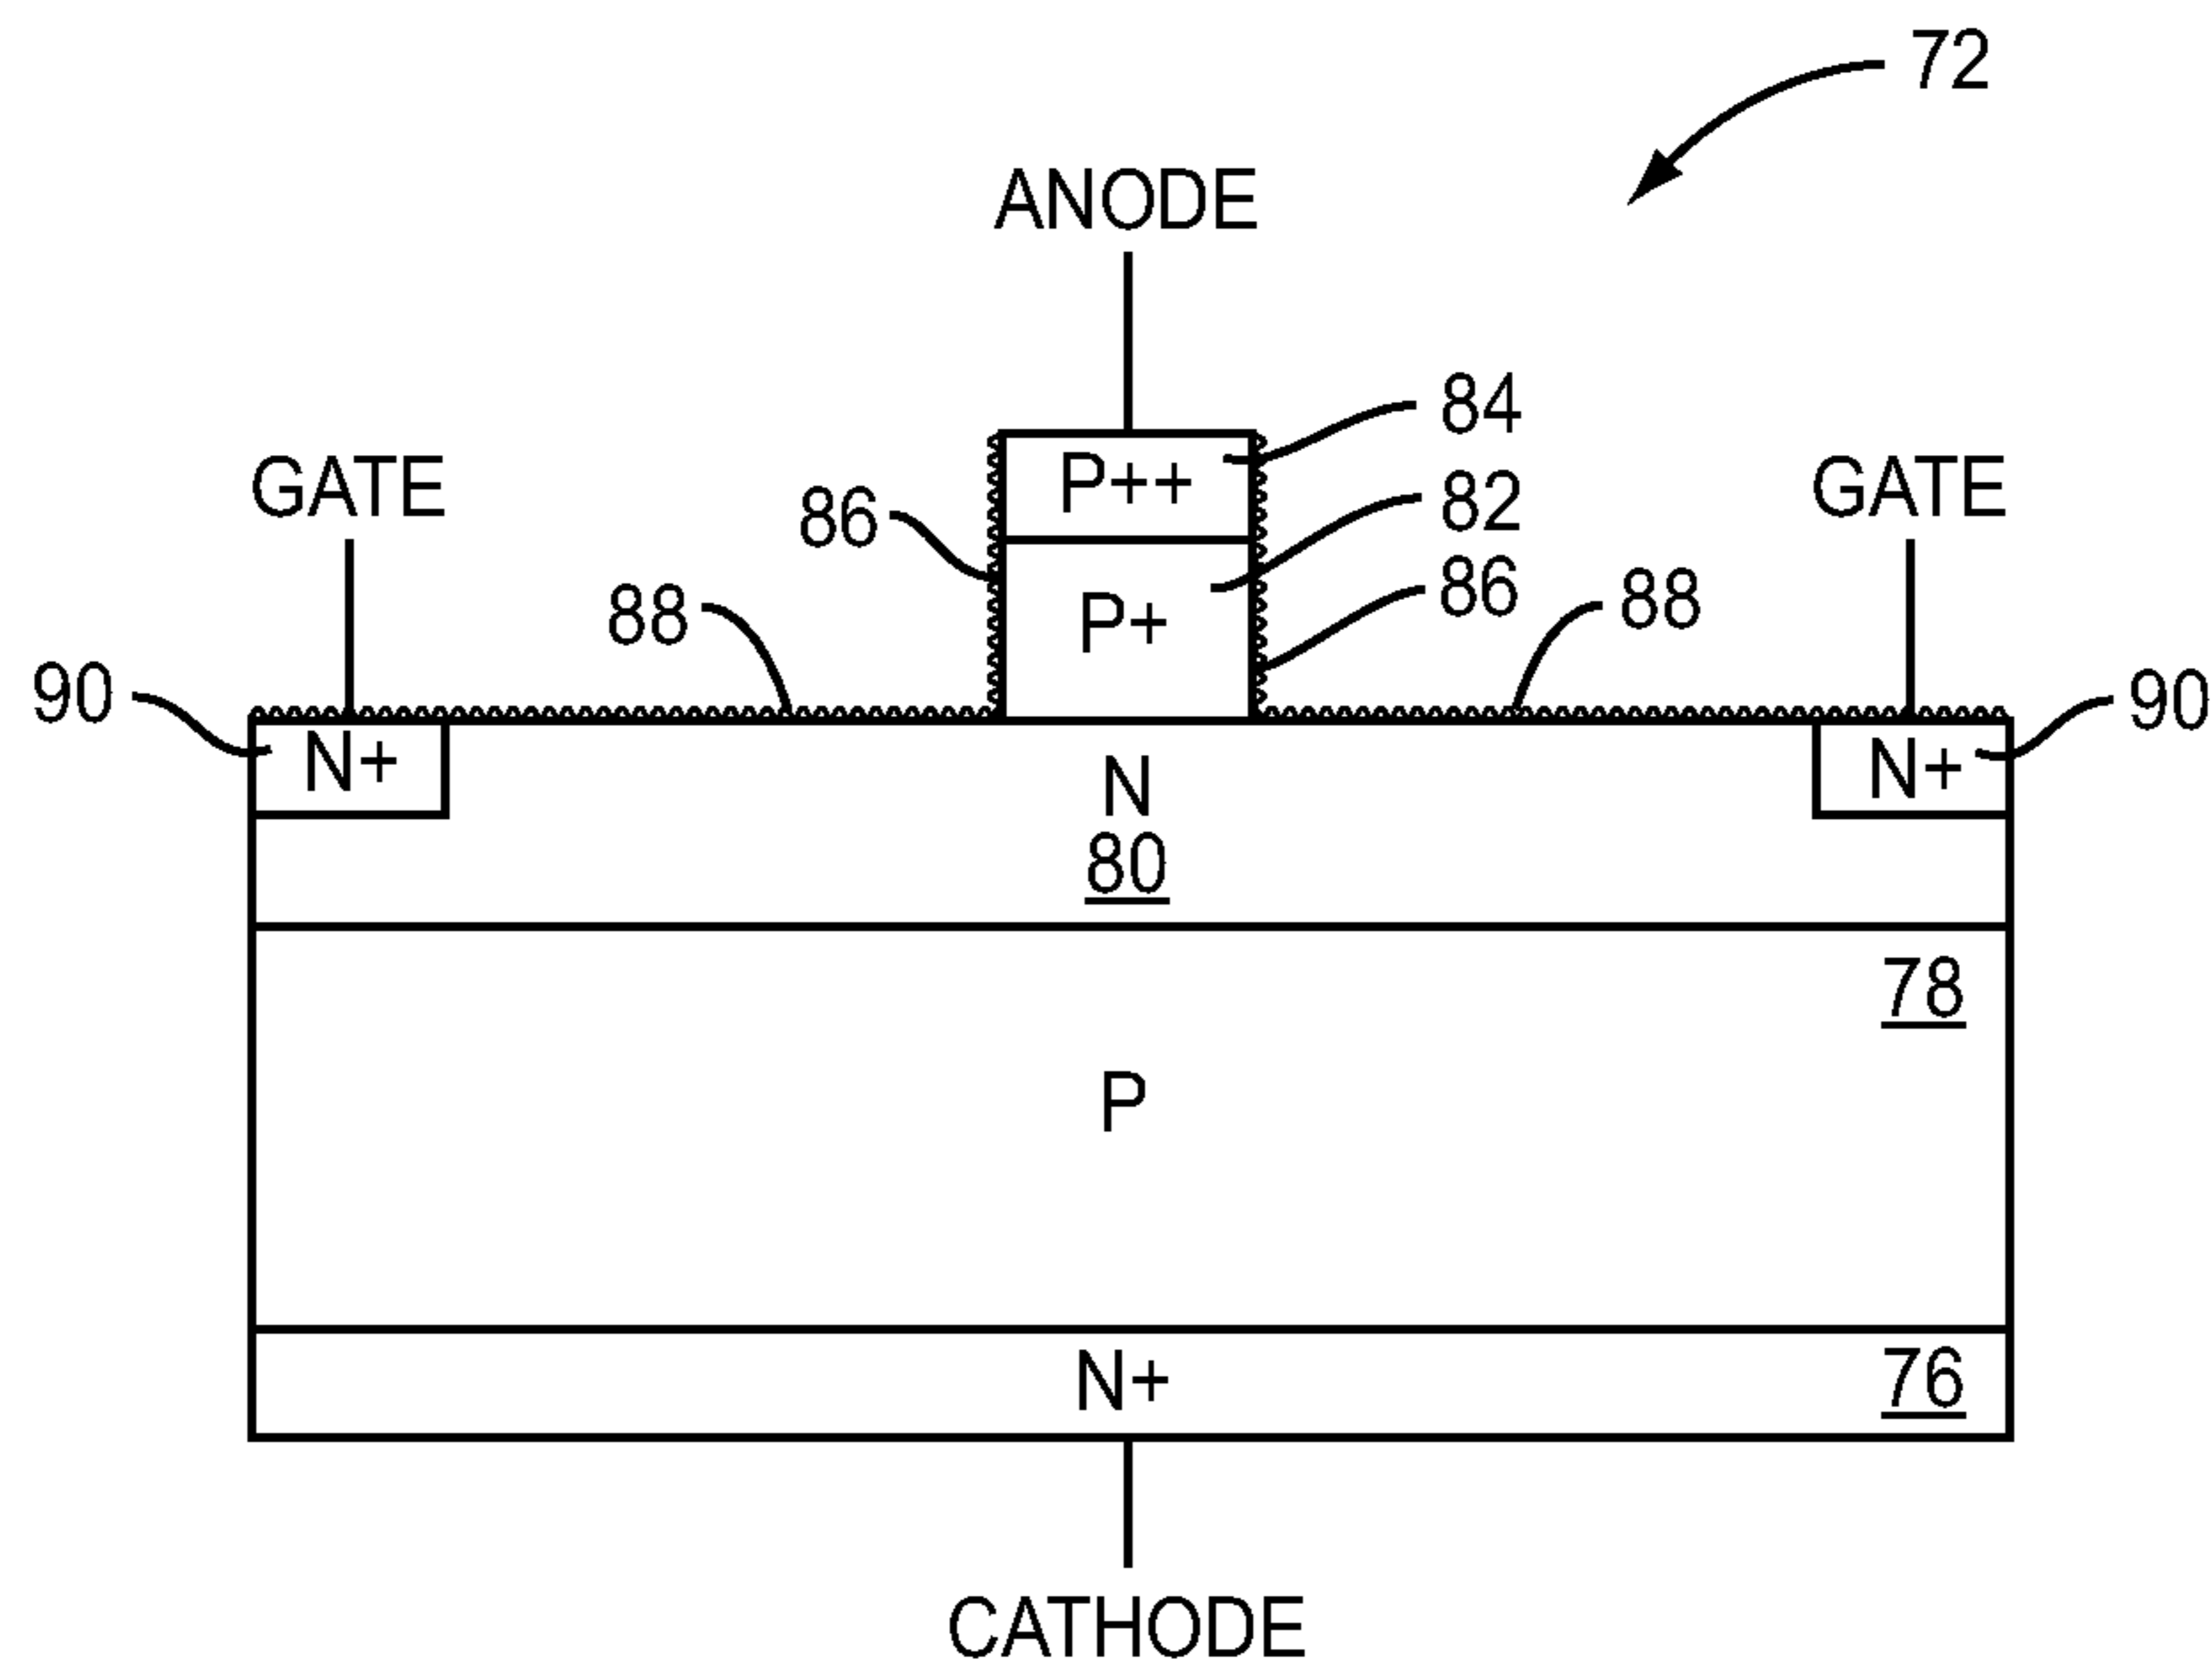 72
ANODE
84
P++
GATE
82
GATE
86
86
88
P+
88
90
90
N+
N
N+
80
78
P
N+
76
CATHODE